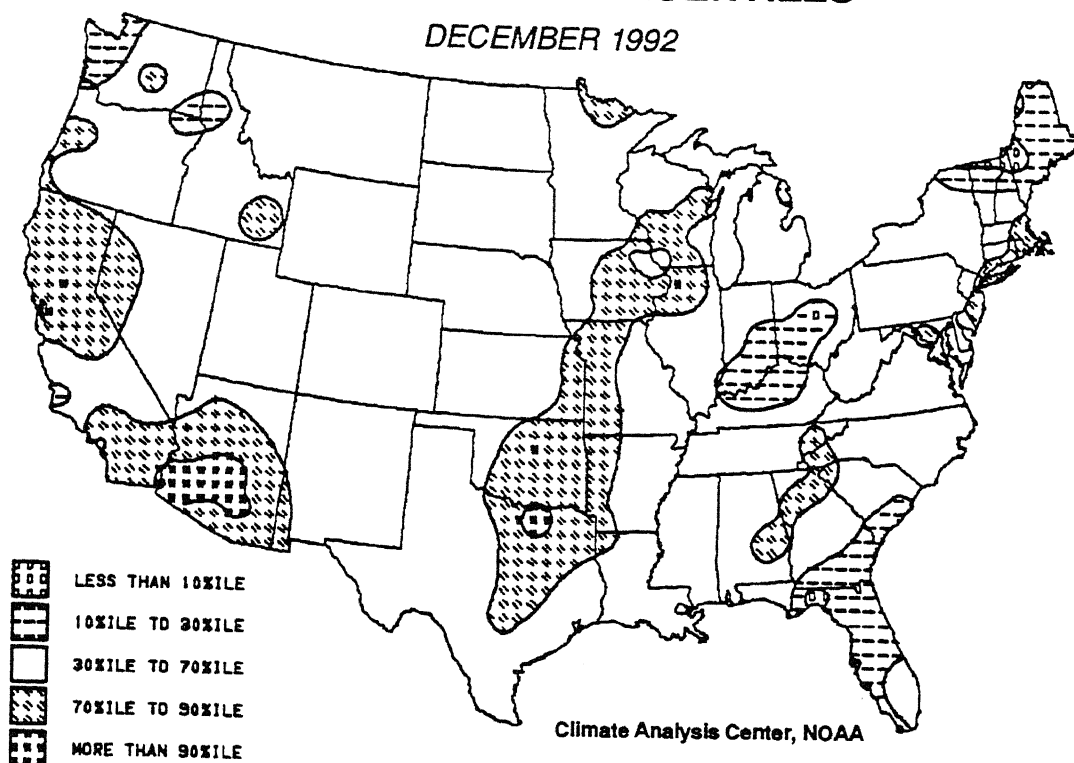 DECEMBER 1992
LESS THAN 10%ILE
10%ILE TO 30%ILE
30%ILE TO 70%ILE
70%ILE TO 90%ILE
MORE THAN 90%ILE
Climate Analysis Center, NOAA